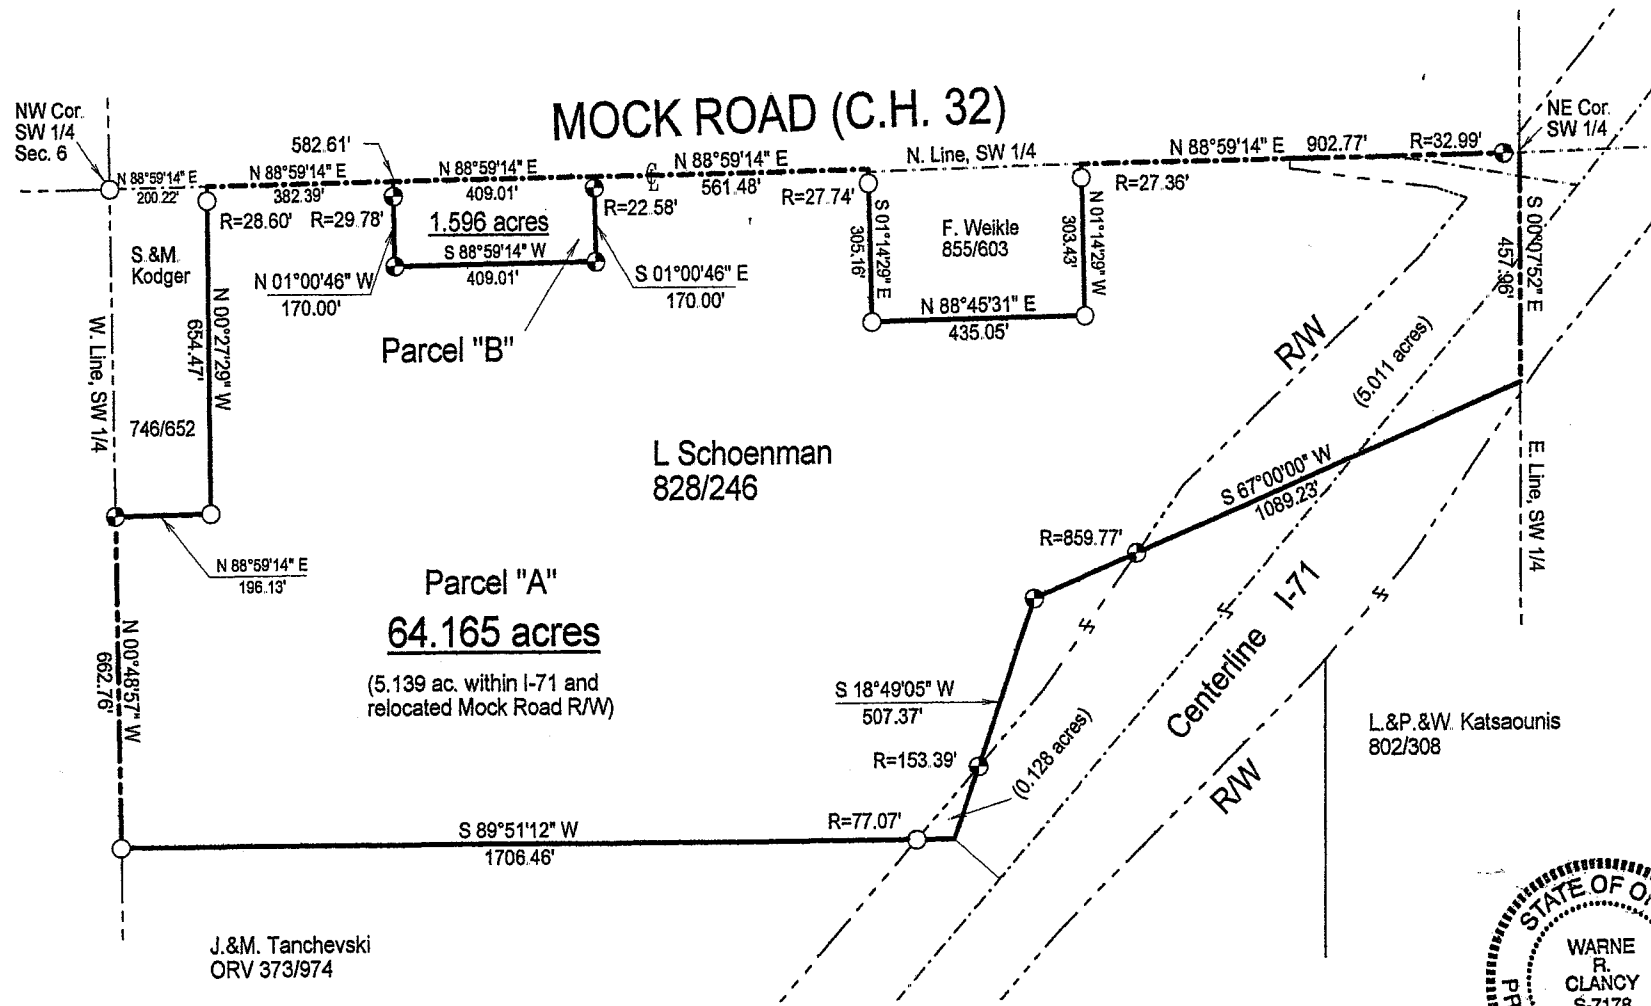 MOCK ROAD (C.H. 32)
NW Cor.
SW 1/4
Sec. 6
NE Cor.
SW 1/4
582.61'
N 88°59'14" E
200.22'
N 88°59'14" E
382.39'
N 88°59'14" E
409.01'
N 88°59'14" E
561.48'
N. Line, SW 1/4
N 88°59'14" E 902.77'
R=32.99'
R=28.60'
R=29.78'
R=22.58'
R=27.74'
R=27.36'
1.596 acres
S 88°59'14" W
409.01'
N 01°00'46" W
170.00'
S 01°00'46" E
170.00'
Parcel "B"
S 01°14'29" E
305.16'
F. Weikle
855/603
N 01°14'29" W
303.43'
N 88°45'31" E
435.05'
S 00°07'52" E
457.96'
S.&M.
Kodger
N 00°27'29" W
654.47'
W. Line, SW 1/4
746/652
R/W
(5.011 acres)
L Schoenman
828/246
S 67°00'00" W
1089.23'
E. Line, SW 1/4
R=859.77'
N 88°59'14" E
196.13'
Parcel "A"
64.165 acres
(5.139 ac. within I-71 and
relocated Mock Road R/W)
N 00°48'57" W
662.76'
S 18°49'05" W
507.37'
Centerline I-71
R=153.39'
(0.128 acres)
R/W
L.&P.&W. Katsaounis
802/308
R=77.07'
S 89°51'12" W
1706.46'
J.&M. Tanchevski
ORV 373/974
STATE OF O
WARNE
R.
CLANCY
S-7178